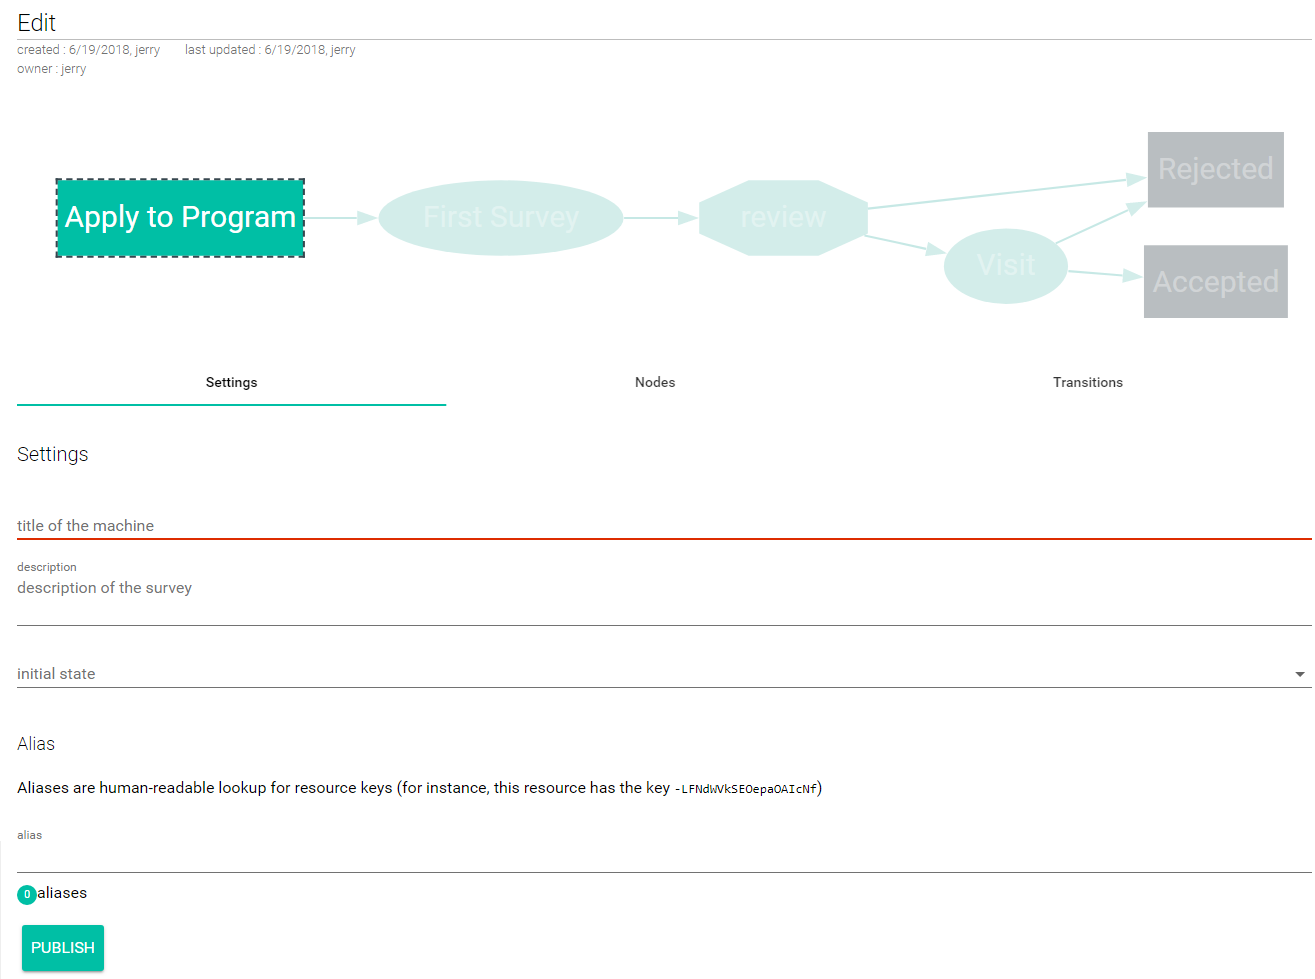 Edit
created : 6/19/2018, jerry last updated : 6/19/2018, jerry
owner : jerry
Apply to Program
First Survey
review
Visit
Rejected
Accepted
Settings Nodes Transitions
Settings
title of the machine
description
description of the survey
initial state
Alias
Aliases are human-readable lookup for resource keys (for instance, this resource has the key -LFNdWVkSEOepaOAIcNf)
alias
0 aliases
PUBLISH